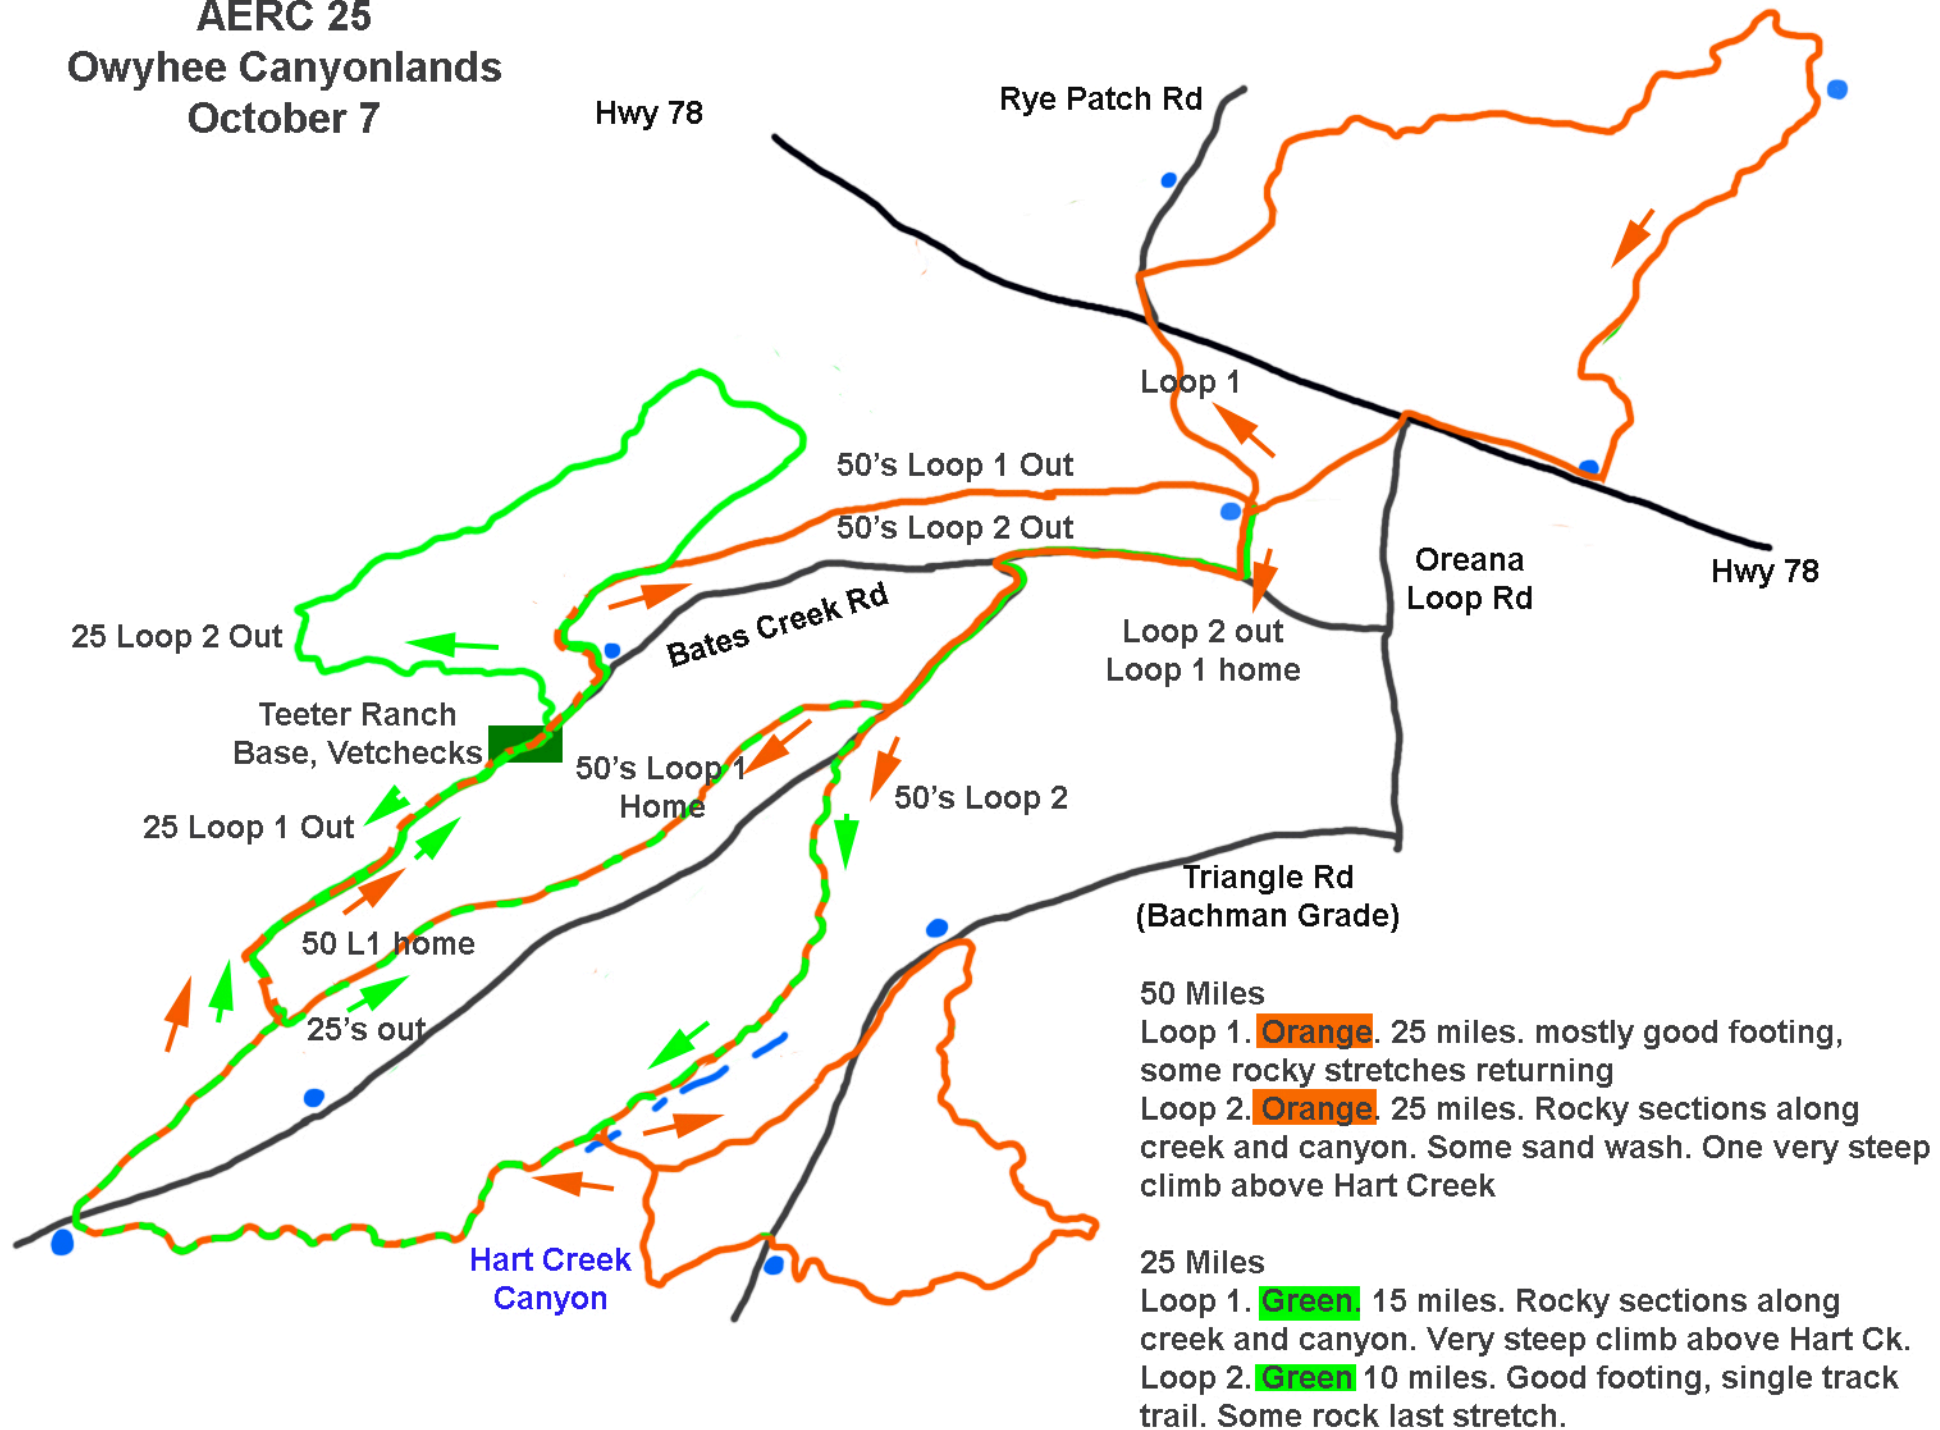 AERC 25
Owyhee Canyonlands
October 7
Hwy 78
Rye Patch Rd
Loop 1
50's Loop 1 Out
50's Loop 2 Out
Oreana
Loop Rd
Hwy 78
Bates Creek Rd
25 Loop 2 Out
Loop 2 out
Loop 1 home
Teeter Ranch
Base, Vetchecks
50's Loop 1
Home
50's Loop 2
25 Loop 1 Out
Triangle Rd
(Bachman Grade)
50 L1 home
25's out
Hart Creek
Canyon
50 Miles
Loop 1. Orange. 25 miles. mostly good footing,
some rocky stretches returning
Loop 2. Orange. 25 miles. Rocky sections along
creek and canyon. Some sand wash. One very steep
climb above Hart Creek
25 Miles
Loop 1. Green. 15 miles. Rocky sections along
creek and canyon. Very steep climb above Hart Ck.
Loop 2. Green 10 miles. Good footing, single track
trail. Some rock last stretch.